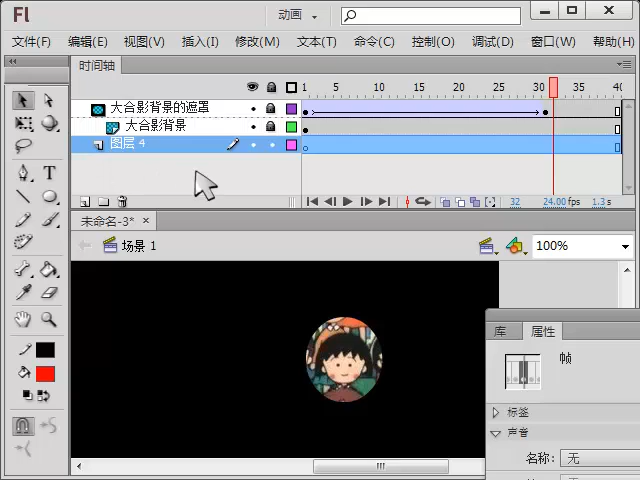 Fl
动画
文件(F) 编辑(E) 视图(V) 插入(I) 修改(M) 文本(T) 命令(C) 控制(O) 调试(D) 窗口(W) 帮助(H)
时间轴
1 5 10 15 20 25 30 35 40
大合影背景的遮罩
大合影背景
图层 4
32 24.00 fps 1.3 s
未命名-3* ×
场景 1
100%
库 属性
帧
标签
声音
名称: 无